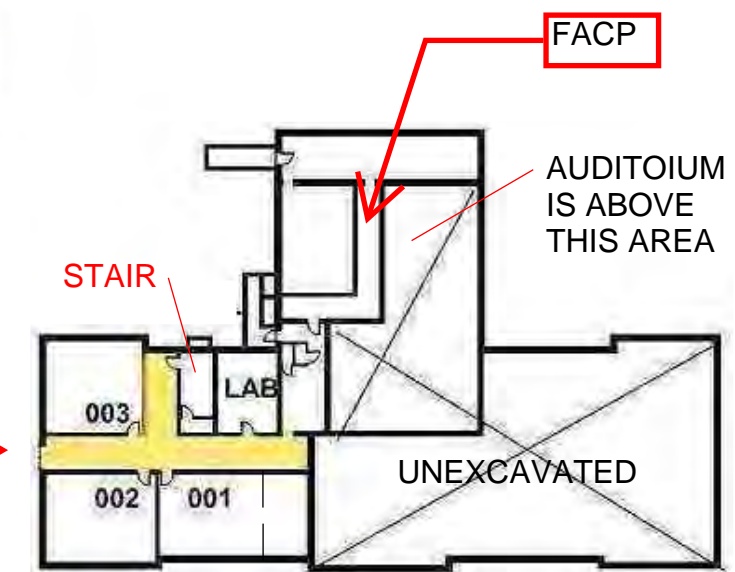 FACP
AUDITOIUM
IS ABOVE
THIS AREA
STAIR
LAB
003
UNEXCAVATED
002
001